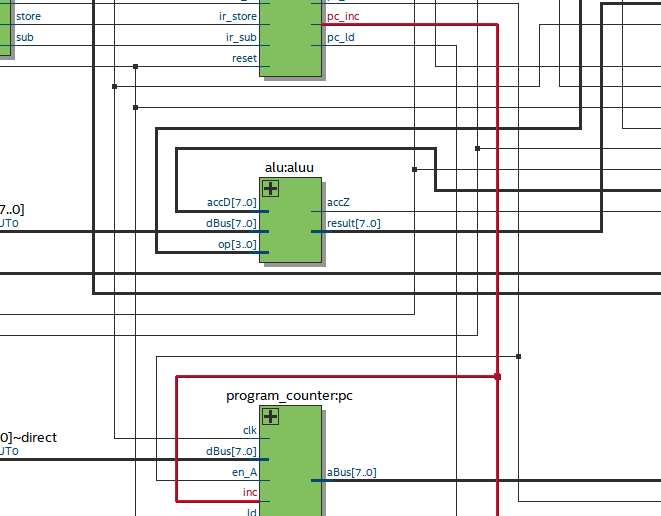 store
sub
ir_store
ir_sub
reset
pc_inc
pc_ld
alu:aluu
accD[7..0]
dBus[7..0]
op[3..0]
accZ
result[7..0]
7..0]
UT0
program_counter:pc
clk
dBus[7..0]
en_A
inc
ld
aBus[7..0]
0]~direct
UT0